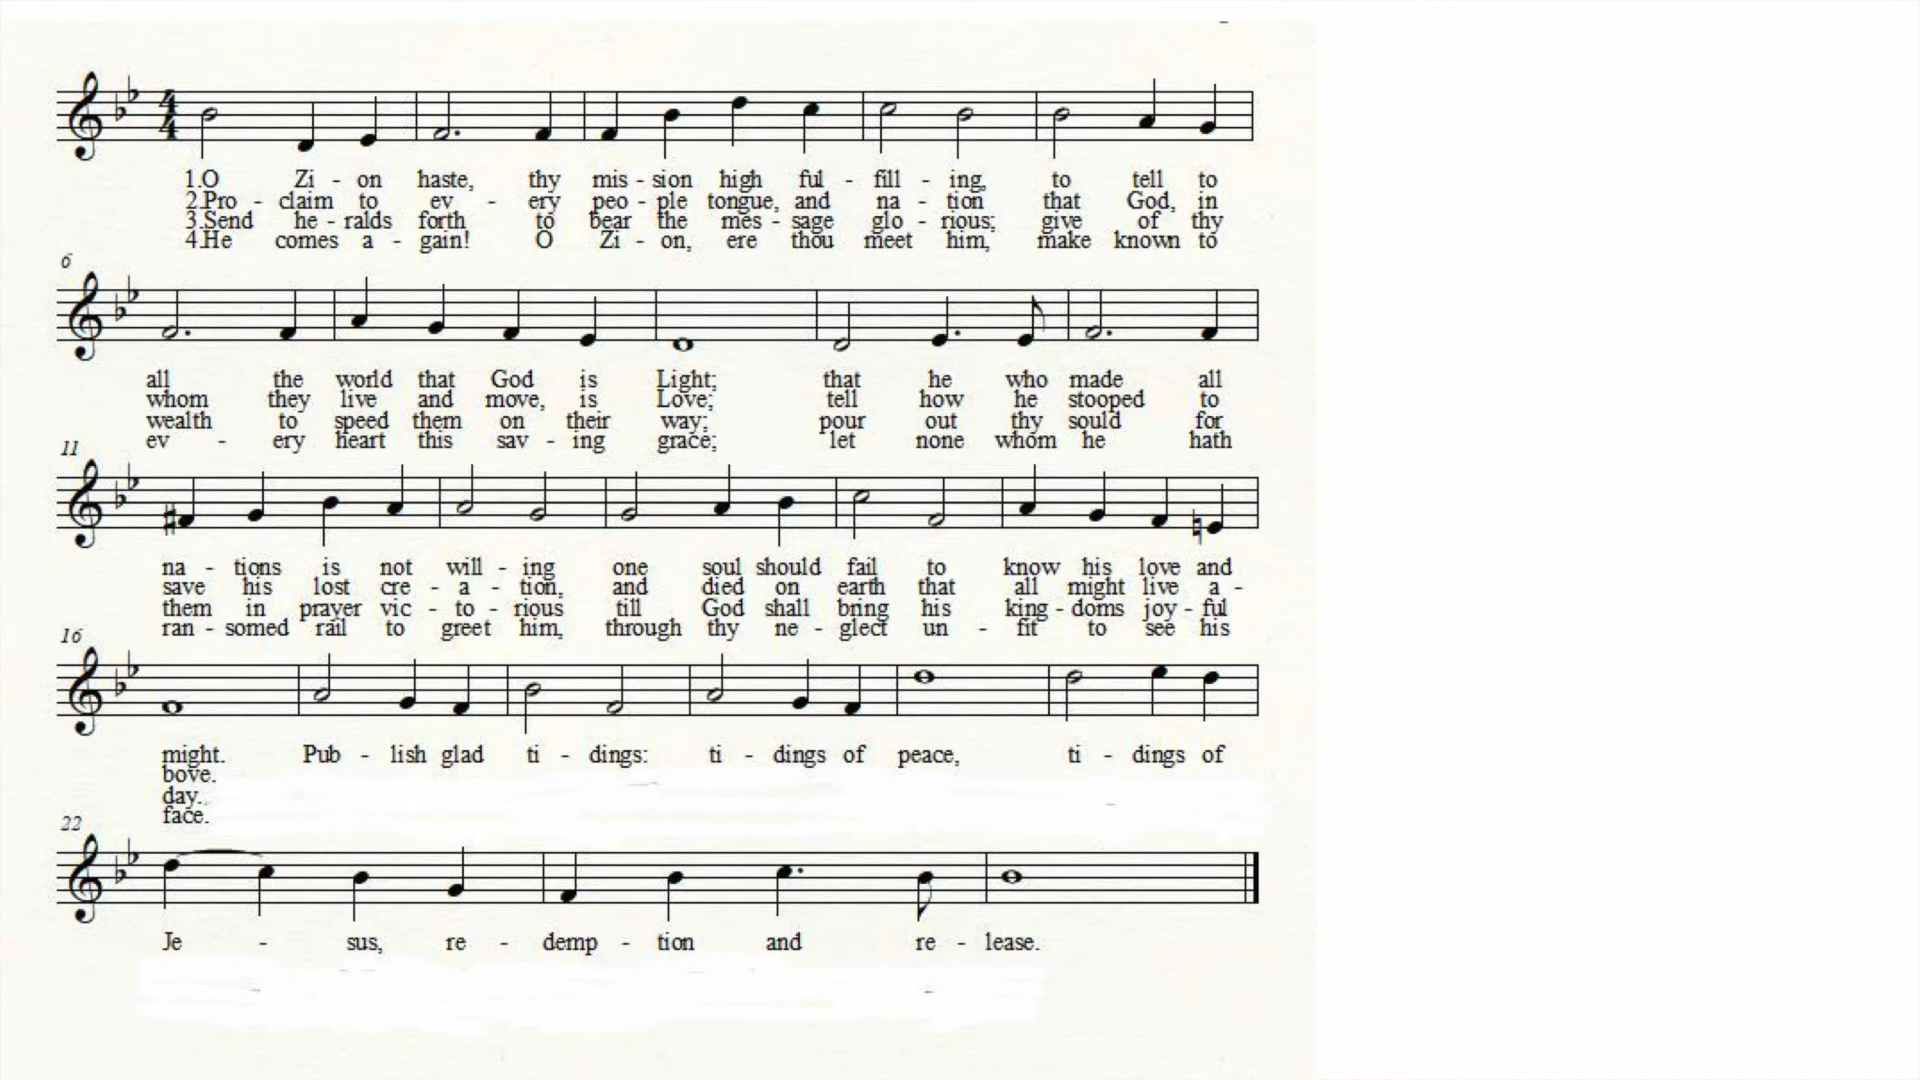 1.O Zi - on haste, thy mis - sion high ful - fill - ing, to tell to
2.Pro - claim to ev - ery peo - ple tongue, and na - tion that God, in
3.Send he - ralds forth to bear the mes - sage glo - rious; give of thy
4.He comes a - gain! O Zi - on, ere thou meet him, make known to
6
all the world that God is Light; that he who made all
whom they live and move, is Love; tell how he stooped to
wealth to speed them on their way; pour out thy sould for
ev - ery heart this sav - ing grace; let none whom he hath
11
na - tions is not will - ing one soul should fail to know his love and
save his lost cre - a - tion, and died on earth that all might live a -
them in prayer vic - to - rious till God shall bring his king - doms joy - ful
ran - somed rail to greet him, through thy ne - glect un - fit to see his
16
might. Pub - lish glad ti - dings: ti - dings of peace, ti - dings of
bove.
day.
face.
22
Je - sus, re - demp - tion and re - lease.